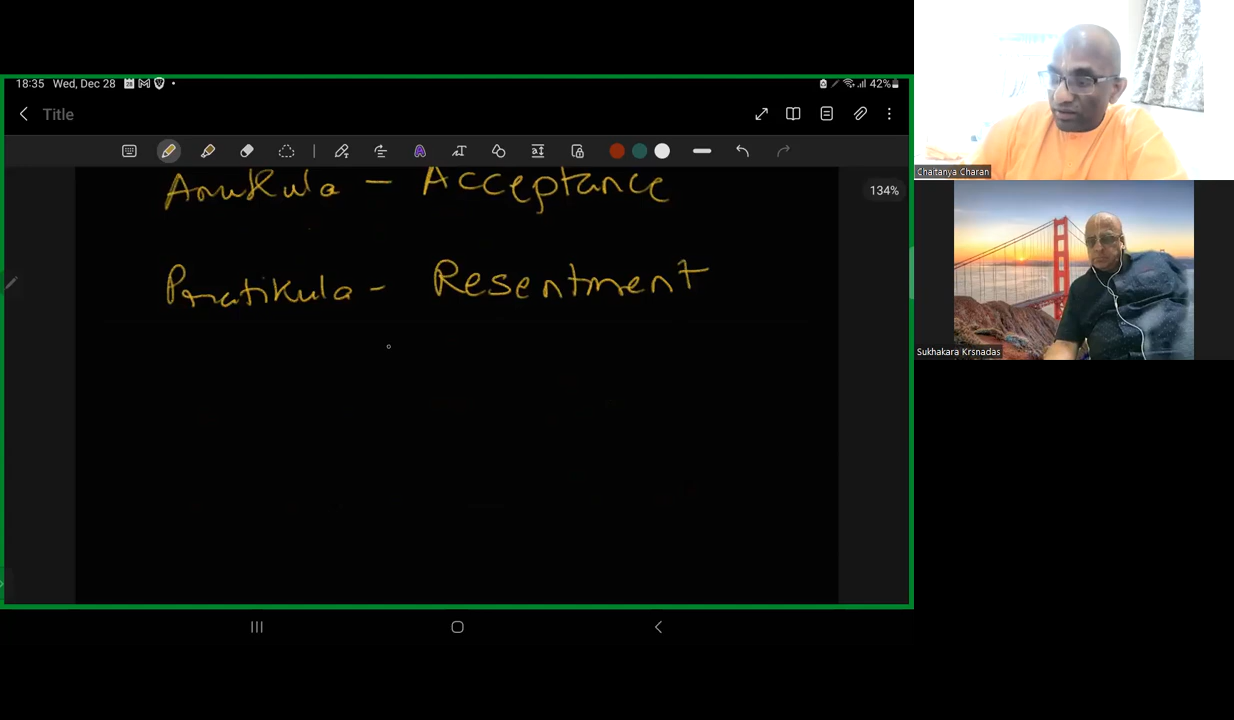 18:35 Wed, Dec 28
42%
Title
134%
Anukula - Acceptance
Pratikula - Resentment
Chaitanya Charan
Sukhakara Krsnadas